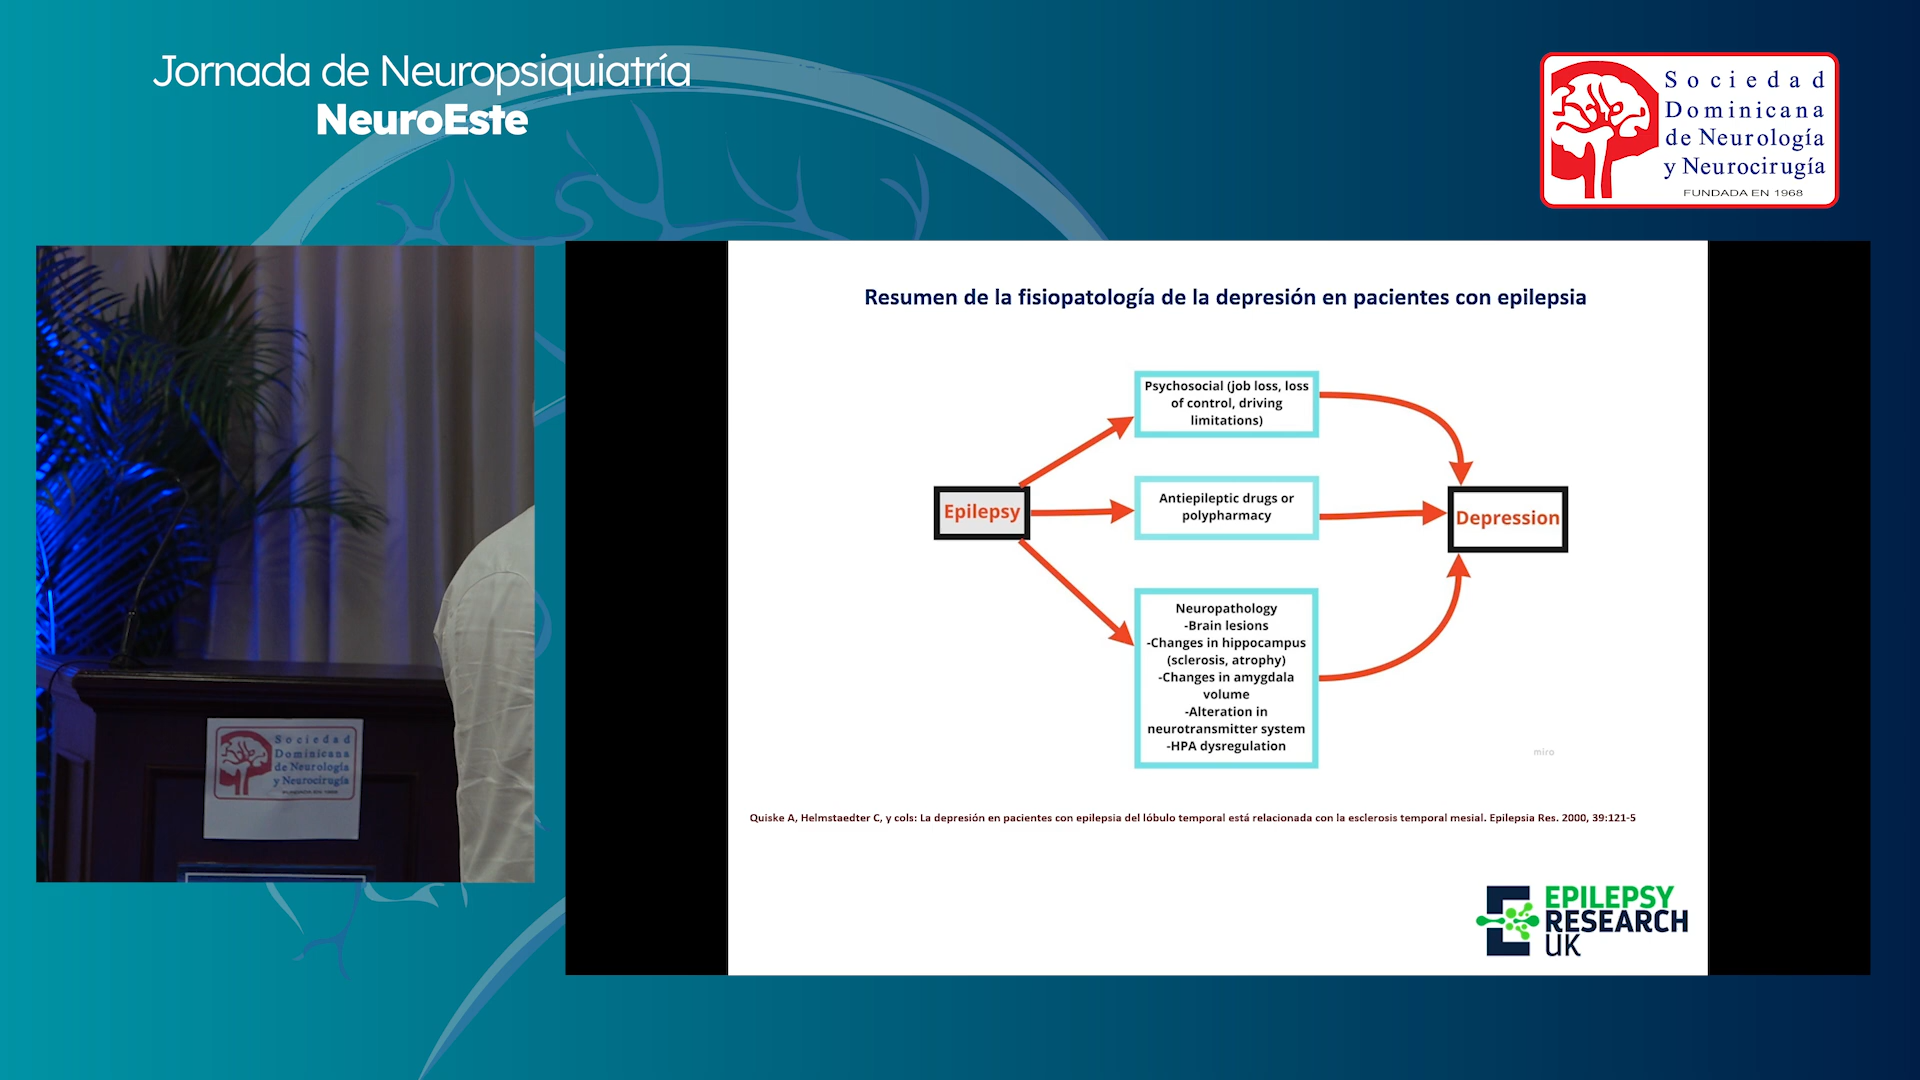 Jornada de Neuropsiquiatría
NeuroEste
Sociedad
Dominicana
de Neurología
y Neurocirugía
FUNDADA EN 1968
Resumen de la fisiopatología de la depresión en pacientes con epilepsia
Psychosocial (job loss, loss
of control, driving
limitations)
Epilepsy
Antiepileptic drugs or
polypharmacy
Depression
Neuropathology
-Brain lesions
-Changes in hippocampus
(sclerosis, atrophy)
-Changes in amygdala
volume
-Alteration in
neurotransmitter system
-HPA dysregulation
miro
Quiske A, Helmstaedter C, y cols: La depresión en pacientes con epilepsia del lóbulo temporal está relacionada con la esclerosis temporal mesial. Epilepsia Res. 2000, 39:121-5
EPILEPSY
RESEARCH
UK
Sociedad
Dominicana
de Neurología
y Neurocirugía
FUNDADA EN 1968